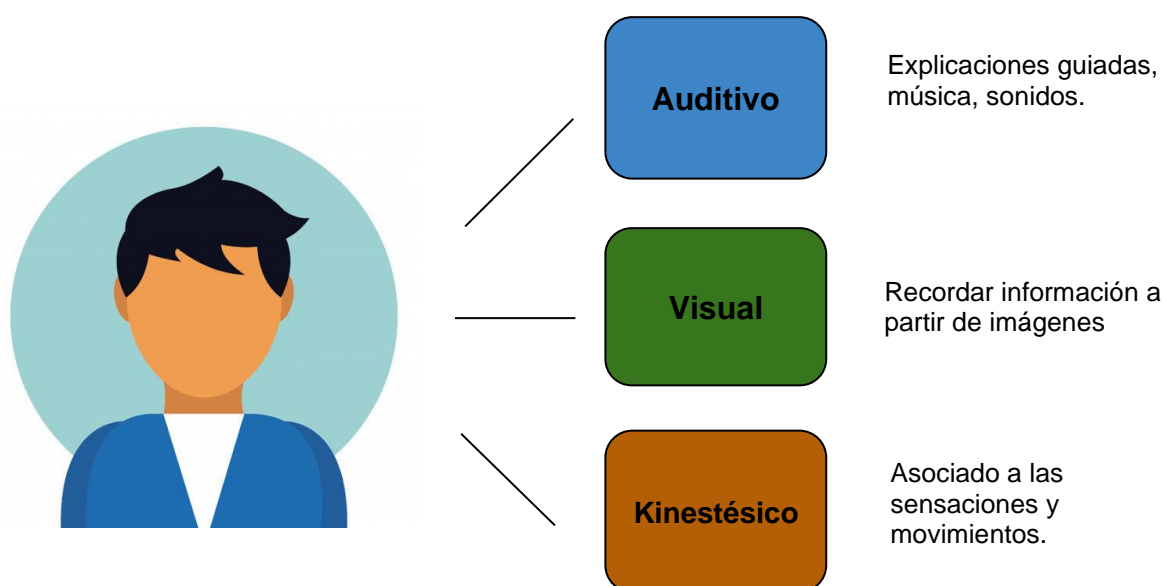 Auditivo
Explicaciones guiadas,
música, sonidos.
Visual
Recordar información a
partir de imágenes
Kinestésico
Asociado a las
sensaciones y
movimientos.